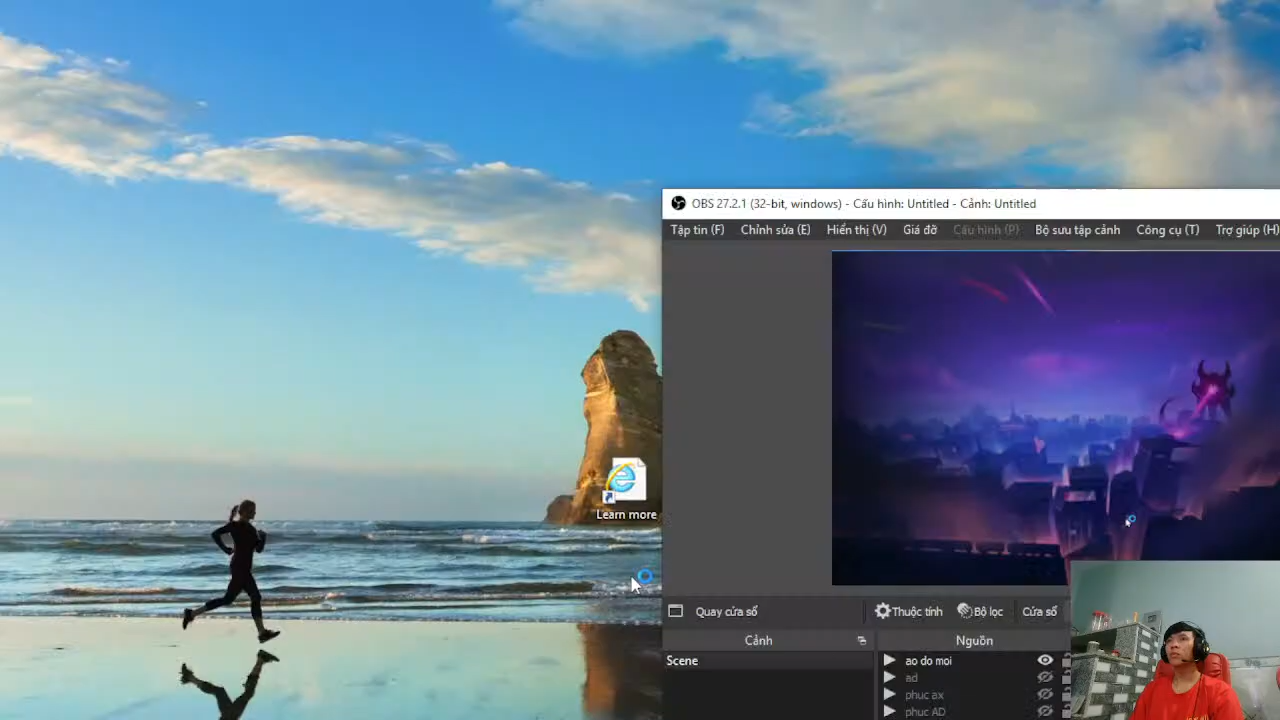 OBS 27.2.1 (32-bit, windows) - Cấu hình: Untitled - Cảnh: Untitled
Tập tin (F) Chỉnh sửa (E) Hiển thị (V) Giá đỡ Cấu hình (P) Bộ sưu tập cảnh Công cụ (T) Trợ giúp (H)
Learn more
Quay cửa sổ Thuộc tính Bộ lọc Cửa sổ
Cảnh Nguồn
Scene ao do moi
ad
phuc ax
phuc AD